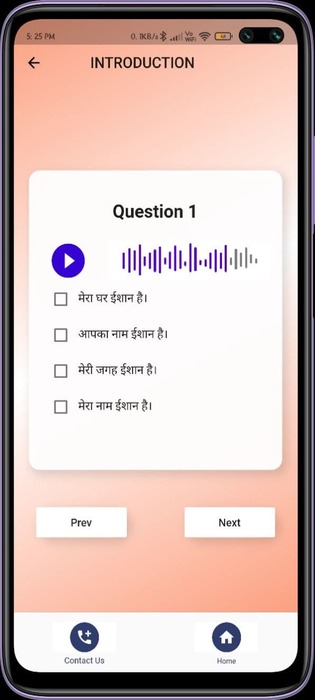 5:25 PM 0.1KB/s Vo WiFi
INTRODUCTION
Question 1
मेरा घर ईशान है।
आपका नाम ईशान है।
मेरी जगह ईशान है।
मेरा नाम ईशान है।
Prev Next
Contact Us Home